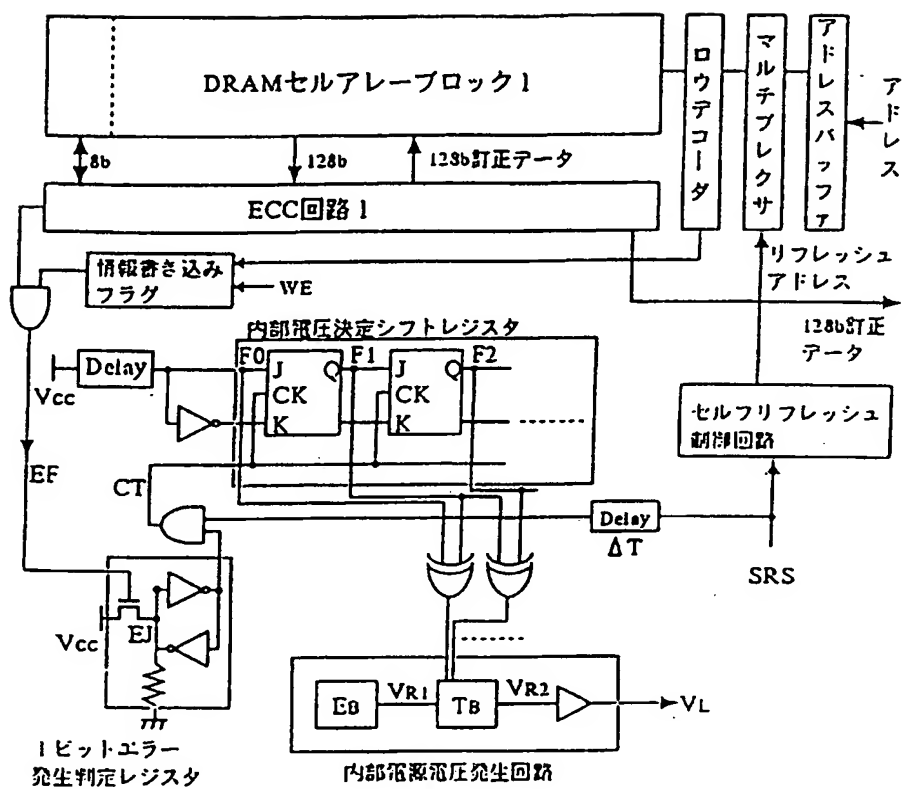 DRAMセルアレーブロック1
ロウデコーダ
マルチプレクサ
アドレスバッファ
アドレス
8b
128b
128b訂正データ
ECC回路1
情報書き込み
フラグ
WE
リフレッシュ
アドレス
128b訂正
データ
内部電圧決定シフトレジスタ
Vcc
Delay
F0
J
Q
CK
K
F1
J
Q
CK
K
F2
セルフリフレッシュ
制御回路
EF
CT
Delay
ΔT
SRS
Vcc
EJ
EB
VR1
TB
VR2
VL
1ビットエラー
発生判定レジスタ
内部電源電圧発生回路